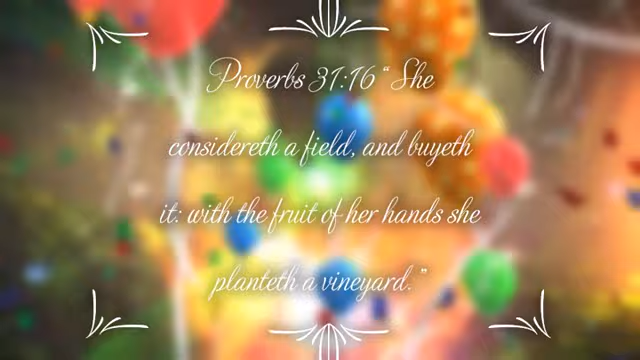 Proverbs 31:16 “She
considereth a field, and buyeth
it: with the fruit of her hands she
planteth a vineyard.”